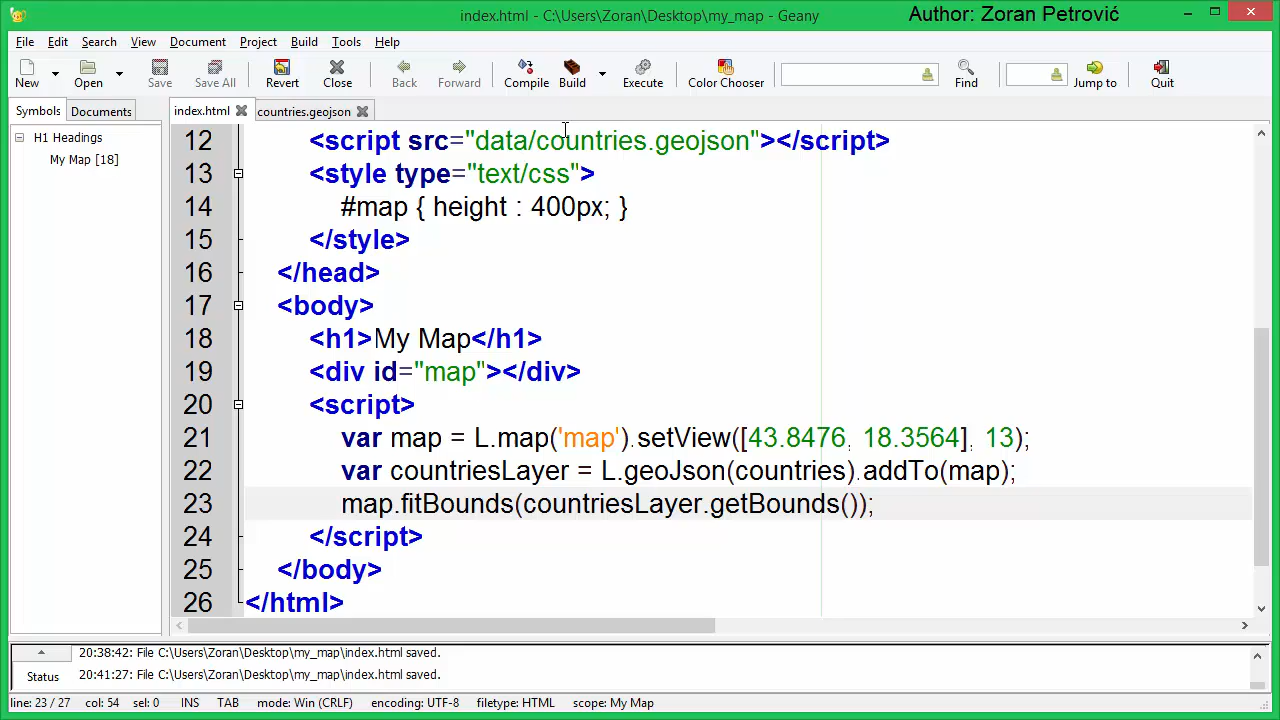 index.html - C:\Users\Zoran\Desktop\my_map - Geany
Author: Zoran Petrović
File Edit Search View Document Project Build Tools Help
New Open Save Save All Revert Close Back Forward Compile Build Execute Color Chooser Find Jump to Quit
Symbols Documents
index.html countries.geojson
H1 Headings
My Map [18]
12 <script src="data/countries.geojson"></script>
13 <style type="text/css">
14 #map { height : 400px; }
15 </style>
16 </head>
17 <body>
18 <h1>My Map</h1>
19 <div id="map"></div>
20 <script>
21 var map = L.map('map').setView([43.8476, 18.3564], 13);
22 var countriesLayer = L.geoJson(countries).addTo(map);
23 map.fitBounds(countriesLayer.getBounds());
24 </script>
25 </body>
26 </html>
Status
20:38:42: File C:\Users\Zoran\Desktop\my_map\index.html saved.
20:41:27: File C:\Users\Zoran\Desktop\my_map\index.html saved.
line: 23 / 27 col: 54 sel: 0 INS TAB mode: Win (CRLF) encoding: UTF-8 filetype: HTML scope: My Map